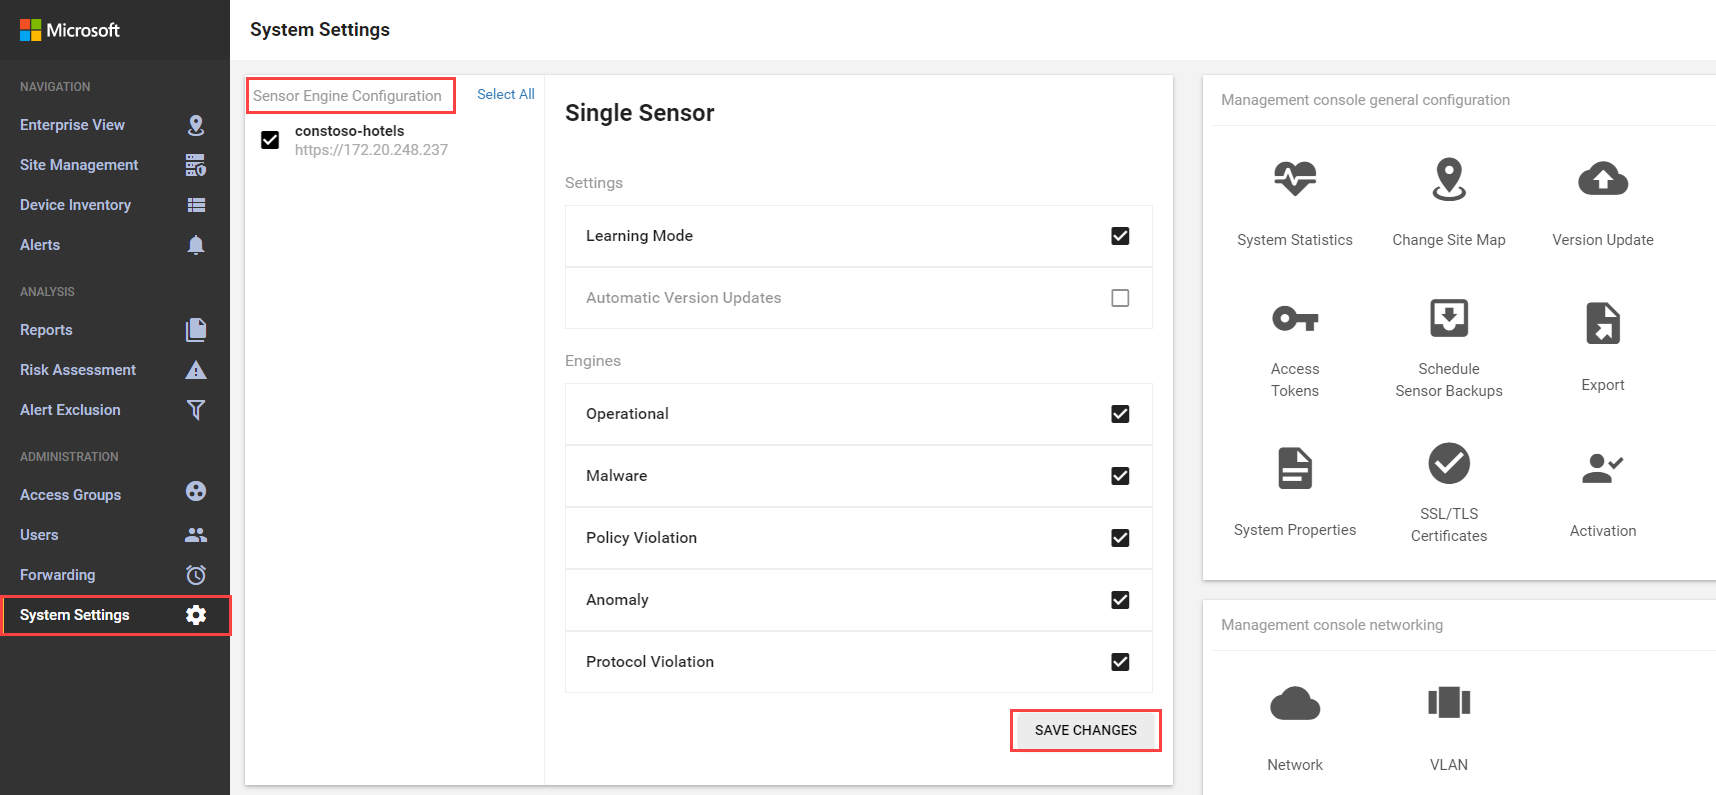 Microsoft
NAVIGATION
Enterprise View
Site Management
Device Inventory
Alerts
ANALYSIS
Reports
Risk Assessment
Alert Exclusion
ADMINISTRATION
Access Groups
Users
Forwarding
System Settings
System Settings
Sensor Engine Configuration
Select All
constoso-hotels
https://172.20.248.237
Single Sensor
Settings
Learning Mode
Automatic Version Updates
Engines
Operational
Malware
Policy Violation
Anomaly
Protocol Violation
SAVE CHANGES
Management console general configuration
System Statistics
Change Site Map
Version Update
Access
Tokens
Schedule
Sensor Backups
Export
System Properties
SSL/TLS
Certificates
Activation
Management console networking
Network
VLAN